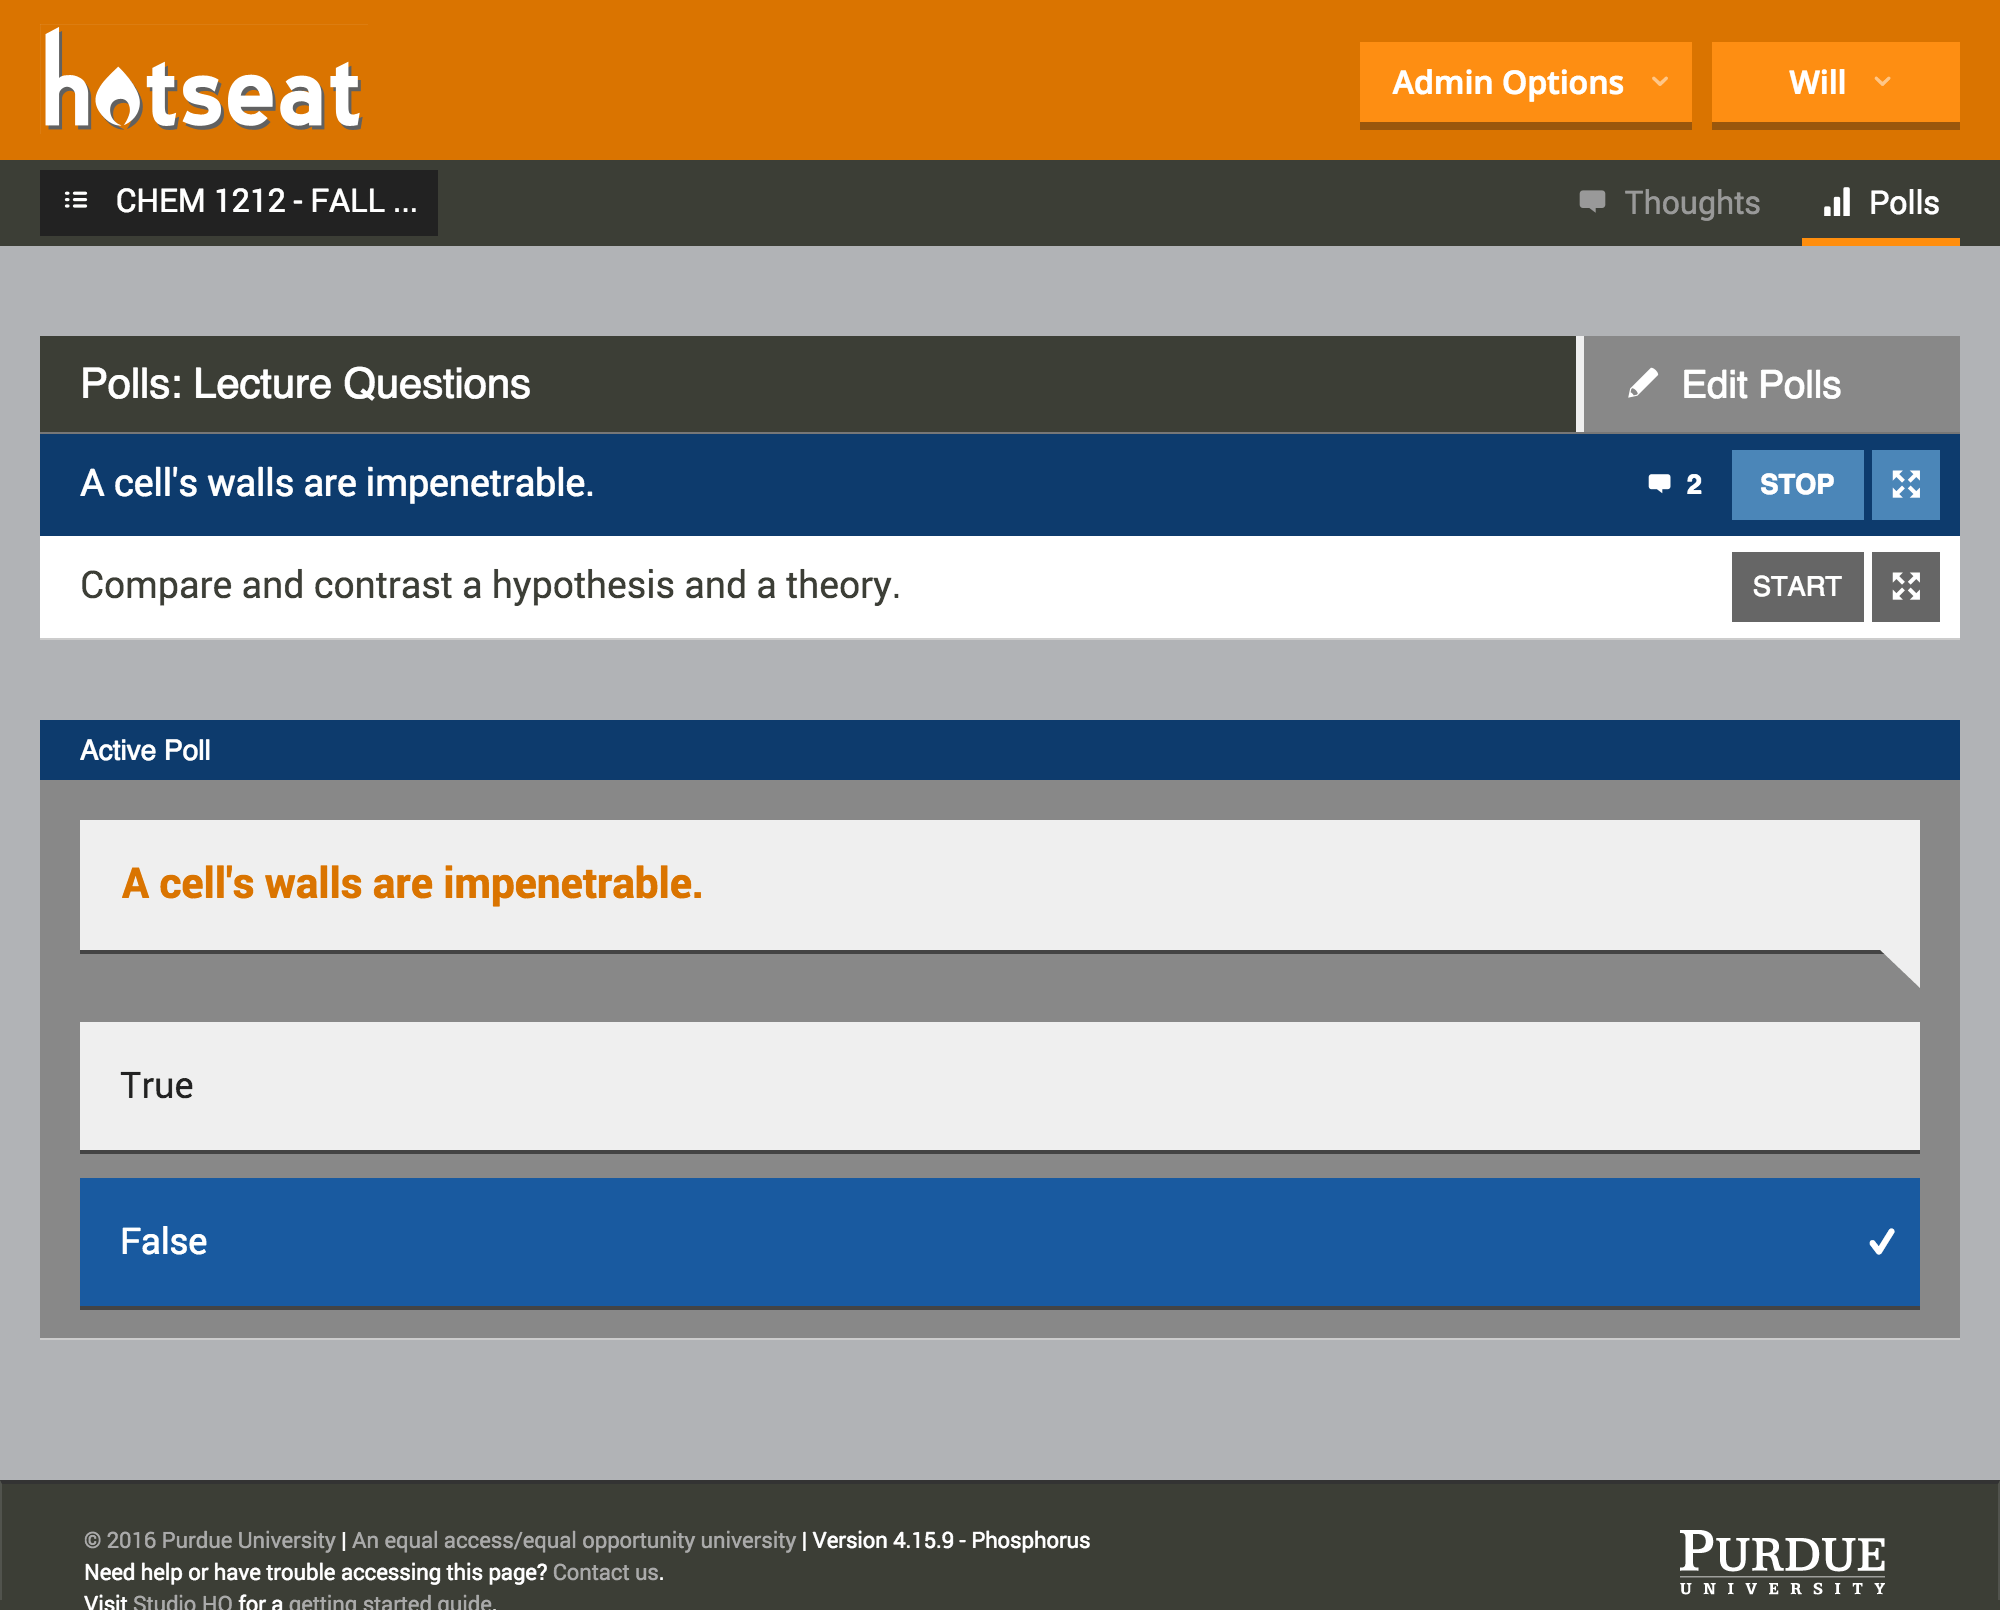 hotseat
Admin Options
Will
CHEM 1212 - FALL ...
Thoughts
Polls
Polls: Lecture Questions
Edit Polls
A cell's walls are impenetrable.
2
STOP
Compare and contrast a hypothesis and a theory.
START
Active Poll
A cell's walls are impenetrable.
True
False
© 2016 Purdue University | An equal access/equal opportunity university | Version 4.15.9 - Phosphorus
Need help or have trouble accessing this page? Contact us.
Visit Studio HQ for a getting started guide.
PURDUE
UNIVERSITY